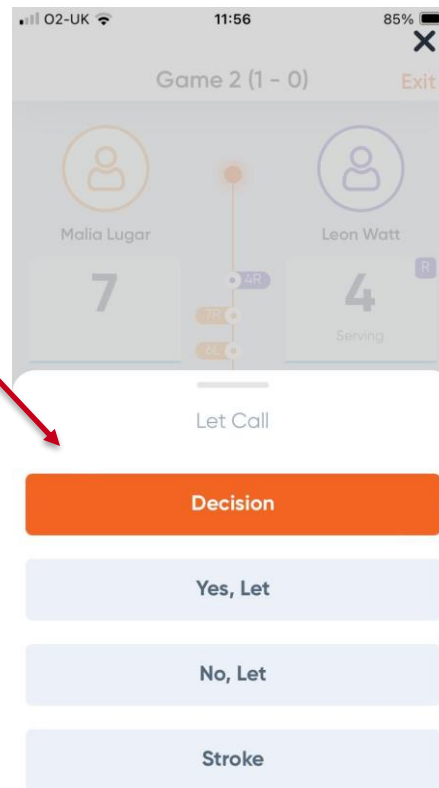 O2-UK 11:56 85%
Game 2 (1 - 0) Exit
Malia Lugar Leon Watt
4R R
7 4
7R
Serving
6L
Let Call
Decision
Yes, Let
No, Let
Stroke